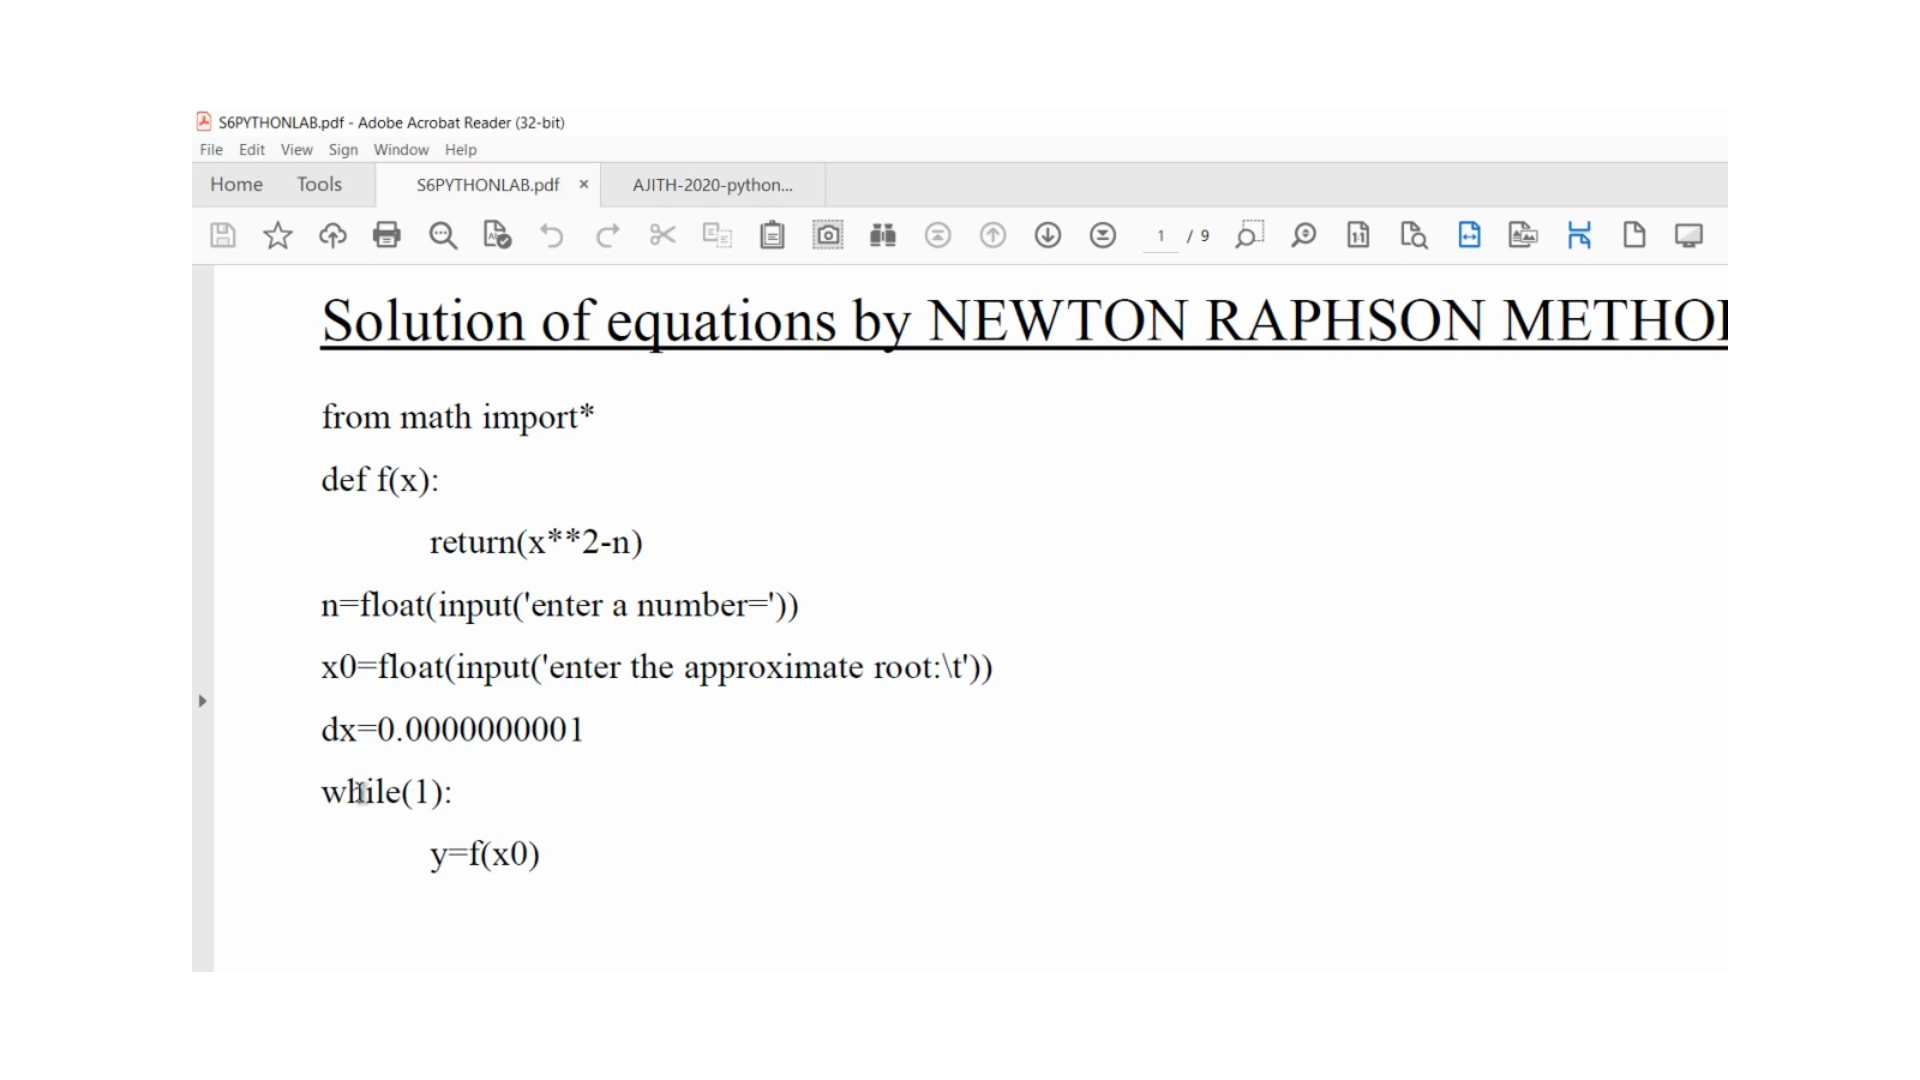 S6PYTHONLAB.pdf - Adobe Acrobat Reader (32-bit)
File Edit View Sign Window Help
Home Tools S6PYTHONLAB.pdf × AJITH-2020-python...
1 / 9
Solution of equations by NEWTON RAPHSON METHO
from math import*
def f(x):
return(x**2-n)
n=float(input('enter a number='))
x0=float(input('enter the approximate root:\t'))
dx=0.0000000001
while(1):
y=f(x0)